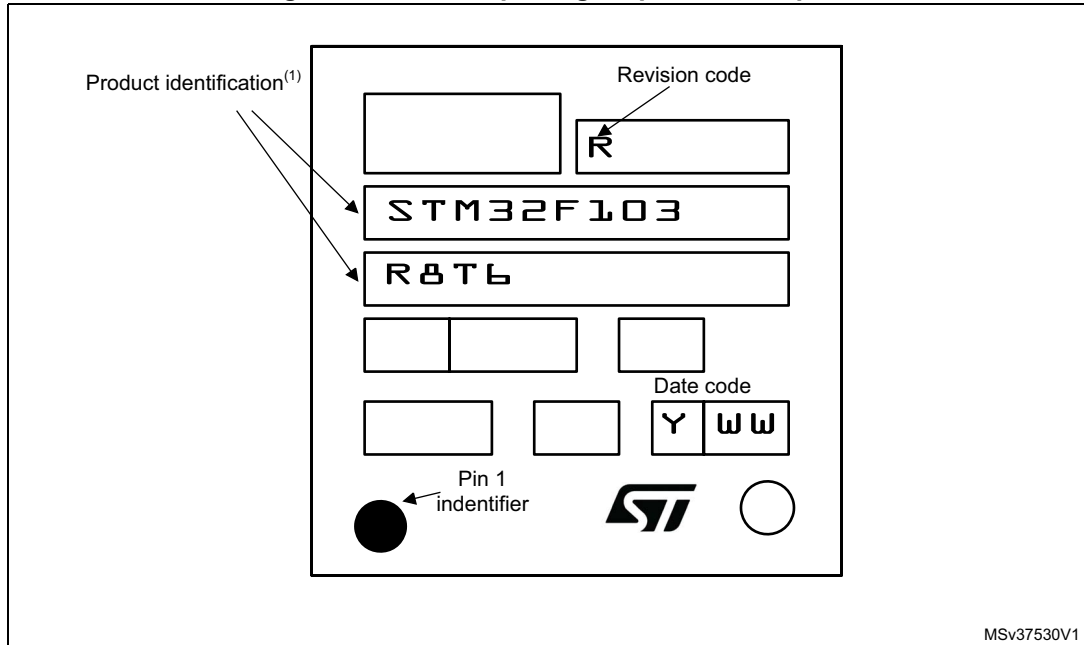 Product identification(1)
Revision code
R
STM32F103
R8T6
Date code
Y WW
Pin 1
indentifier
ST
MSv37530V1